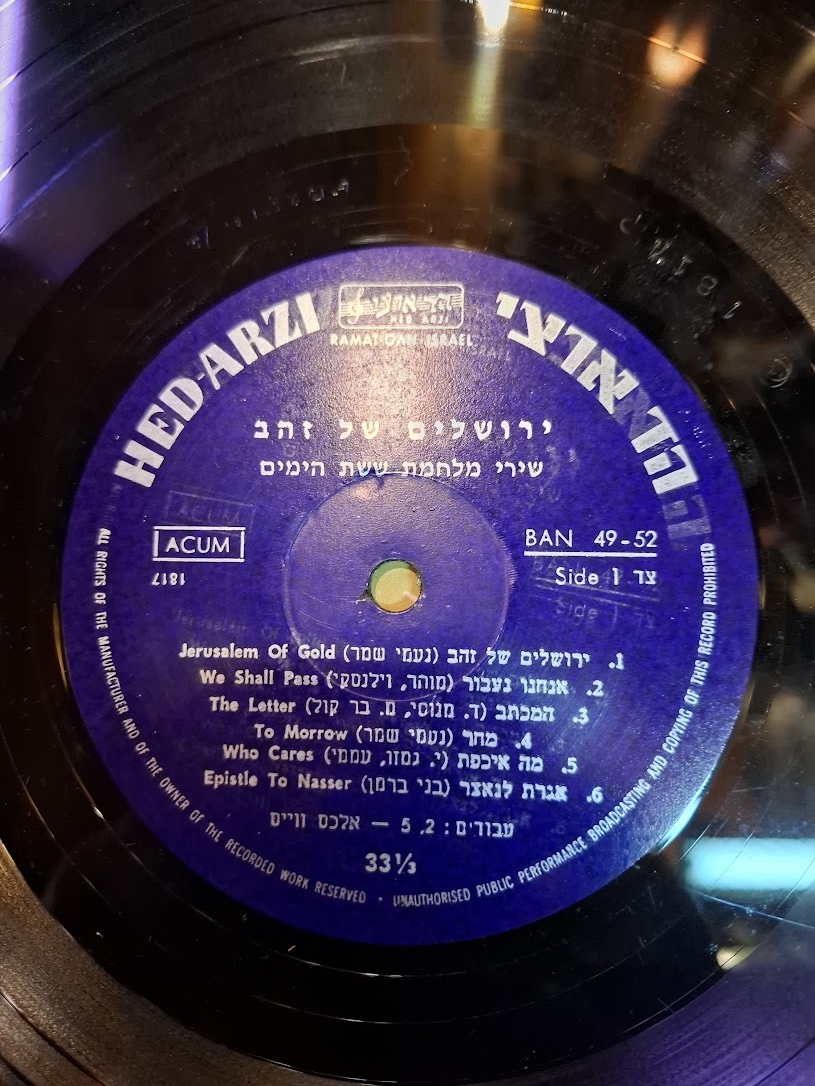 HED-ARZI
הד ארצי
HED ARZI
RAMAT-GAN ISRAEL
הד ארצי
ירושלים של זהב
שירי מלחמת ששת הימים
ACUM
1817
BAN 49-52
Side 1 צד
1. ירושלים של זהב (נעמי שמר) Jerusalem Of Gold
2. אנחנו נעבור (מוהר, וילנסקי) We Shall Pass
3. המכתב (ד. מנוסי, מ. בר קול) The Letter
4. מחר (נעמי שמר) To Morrow
5. מה איכפת (י. גמזו, עממי) Who Cares
6. אגרת לנאצר (בני ברמן) Epistle To Nasser
עבודים: 2, 5 — אלכס ווייס
33⅓
ALL RIGHTS OF THE MANUFACTURER AND OF THE OWNER OF THE RECORDED WORK RESERVED • UNAUTHORISED PUBLIC PERFORMANCE BROADCASTING AND COPYING OF THIS RECORD PROHIBITED